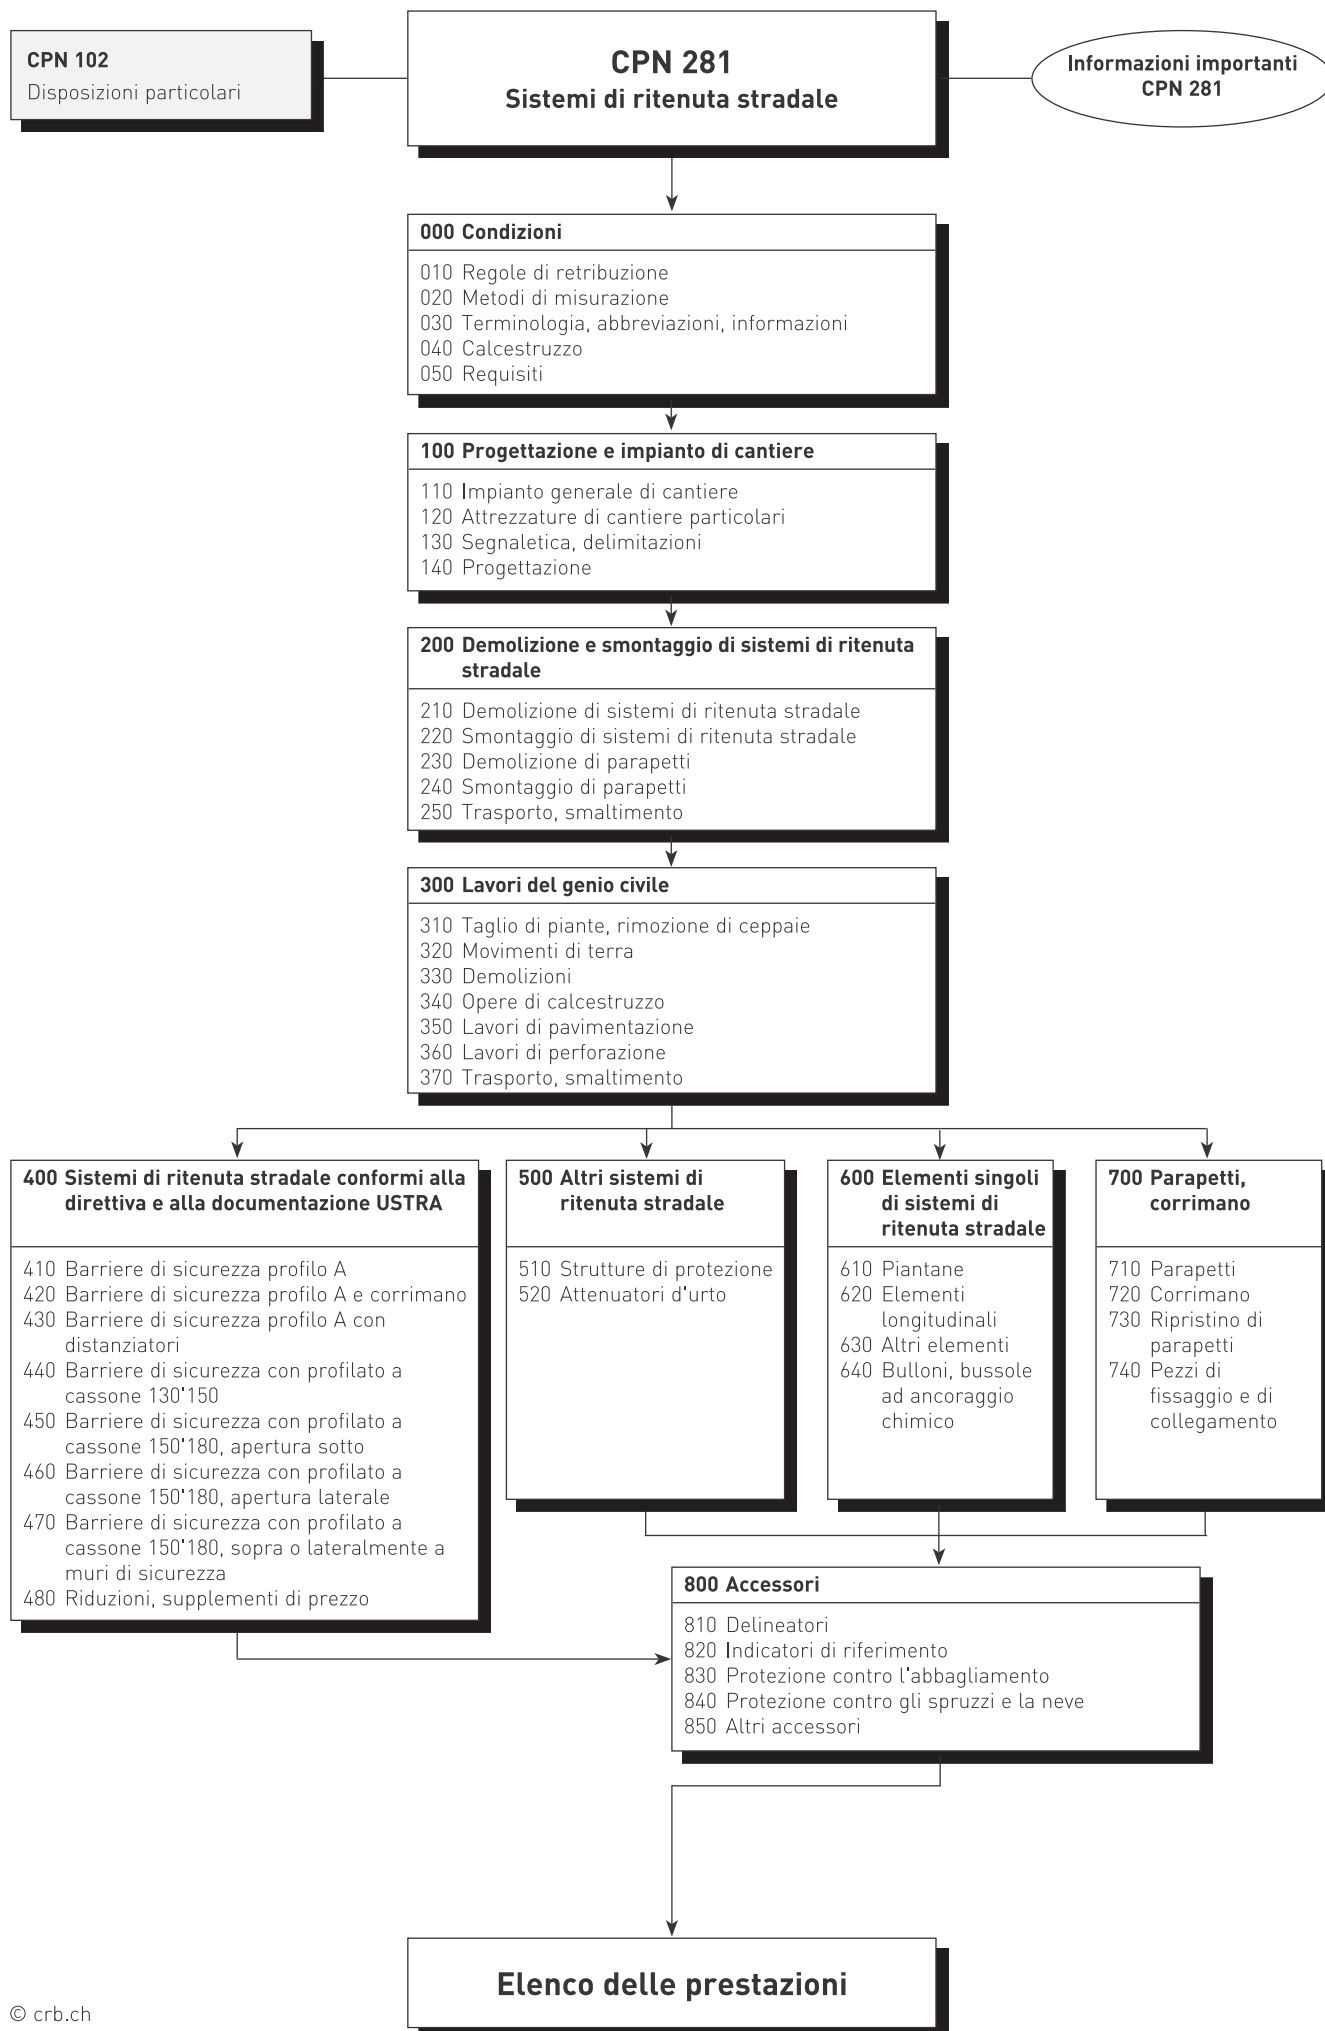 CPN 102
Disposizioni particolari
CPN 281
Sistemi di ritenuta stradale
Informazioni importanti
CPN 281
000 Condizioni
010 Regole di retribuzione
020 Metodi di misurazione
030 Terminologia, abbreviazioni, informazioni
040 Calcestruzzo
050 Requisiti
100 Progettazione e impianto di cantiere
110 Impianto generale di cantiere
120 Attrezzature di cantiere particolari
130 Segnaletica, delimitazioni
140 Progettazione
200 Demolizione e smontaggio di sistemi di ritenuta
stradale
210 Demolizione di sistemi di ritenuta stradale
220 Smontaggio di sistemi di ritenuta stradale
230 Demolizione di parapetti
240 Smontaggio di parapetti
250 Trasporto, smaltimento
300 Lavori del genio civile
310 Taglio di piante, rimozione di ceppaie
320 Movimenti di terra
330 Demolizioni
340 Opere di calcestruzzo
350 Lavori di pavimentazione
360 Lavori di perforazione
370 Trasporto, smaltimento
400 Sistemi di ritenuta stradale conformi alla
direttiva e alla documentazione USTRA
410 Barriere di sicurezza profilo A
420 Barriere di sicurezza profilo A e corrimano
430 Barriere di sicurezza profilo A con
distanziatori
440 Barriere di sicurezza con profilato a
cassone 130'150
450 Barriere di sicurezza con profilato a
cassone 150'180, apertura sotto
460 Barriere di sicurezza con profilato a
cassone 150'180, apertura laterale
470 Barriere di sicurezza con profilato a
cassone 150'180, sopra o lateralmente a
muri di sicurezza
480 Riduzioni, supplementi di prezzo
500 Altri sistemi di
ritenuta stradale
510 Strutture di protezione
520 Attenuatori d'urto
600 Elementi singoli
di sistemi di
ritenuta stradale
610 Piantane
620 Elementi
longitudinali
630 Altri elementi
640 Bulloni, bussole
ad ancoraggio
chimico
700 Parapetti,
corrimano
710 Parapetti
720 Corrimano
730 Ripristino di
parapetti
740 Pezzi di
fissaggio e di
collegamento
800 Accessori
810 Delineatori
820 Indicatori di riferimento
830 Protezione contro l'abbagliamento
840 Protezione contro gli spruzzi e la neve
850 Altri accessori
Elenco delle prestazioni
© crb.ch